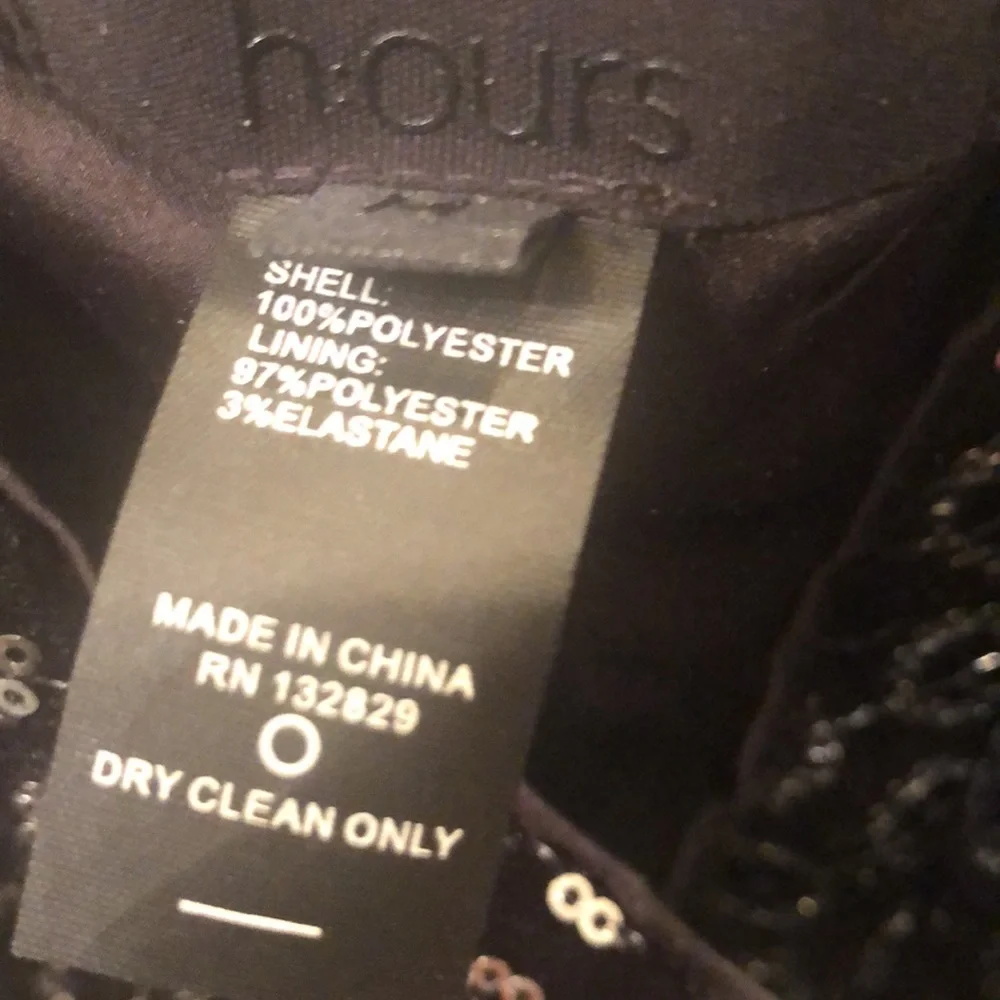 h:ours
SHELL:
100%POLYESTER
LINING:
97%POLYESTER
3%ELASTANE
MADE IN CHINA
RN 132829
DRY CLEAN ONLY